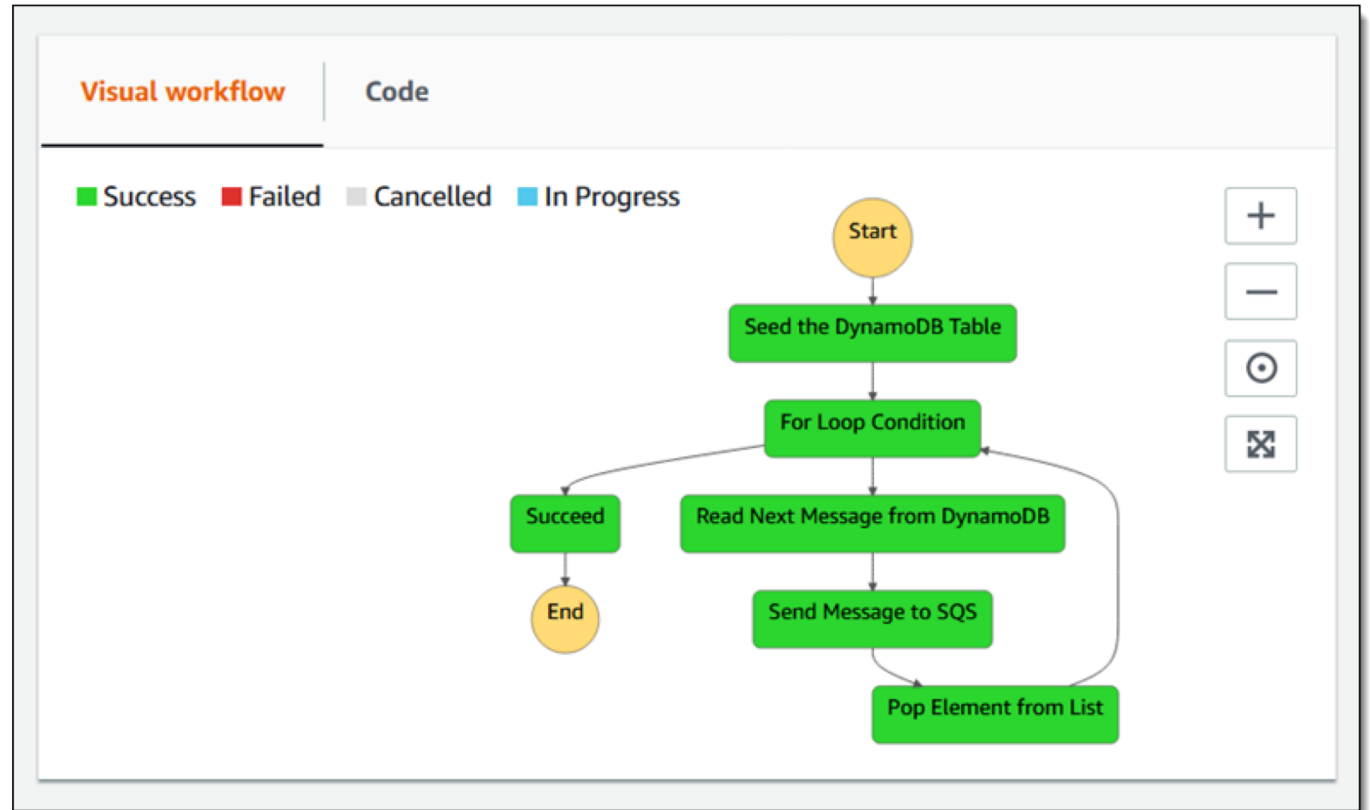 Visual workflow
Code
Success Failed Cancelled In Progress
Start
Seed the DynamoDB Table
For Loop Condition
Succeed
Read Next Message from DynamoDB
End
Send Message to SQS
Pop Element from List